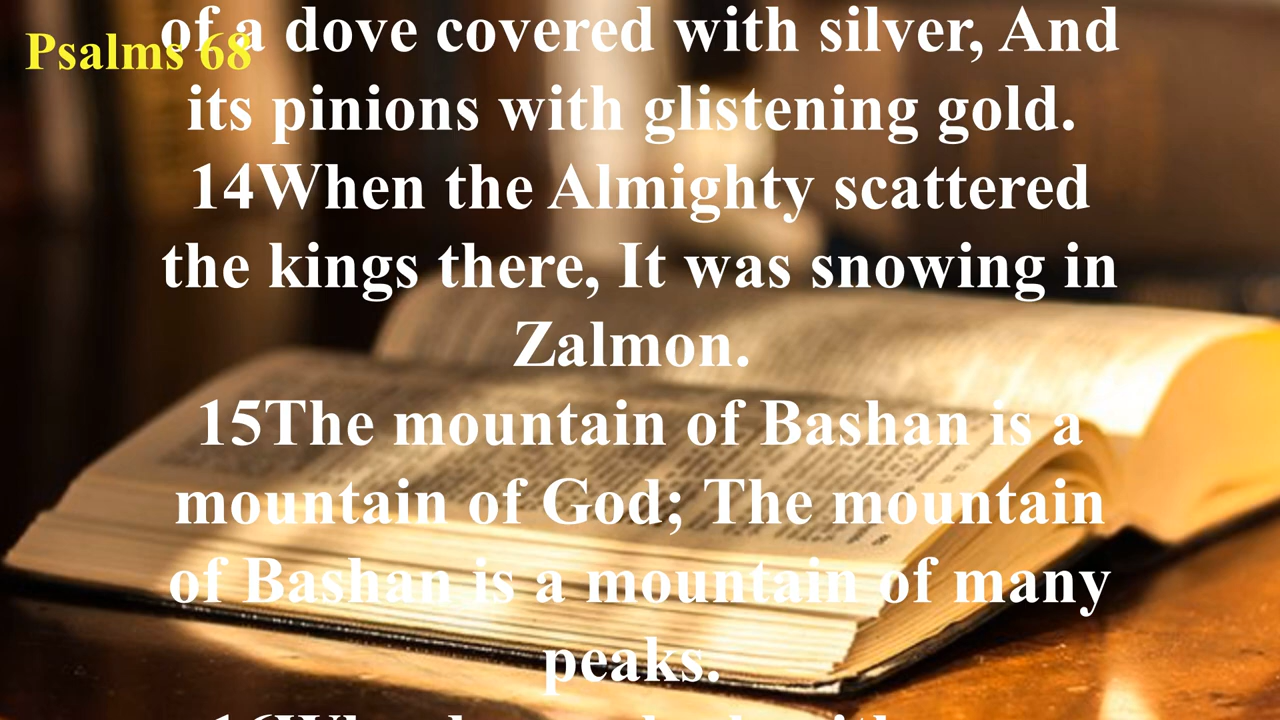 Psalms 68
of a dove covered with silver, And
its pinions with glistening gold.
14When the Almighty scattered
the kings there, It was snowing in
Zalmon.
15The mountain of Bashan is a
mountain of God; The mountain
of Bashan is a mountain of many
peaks.